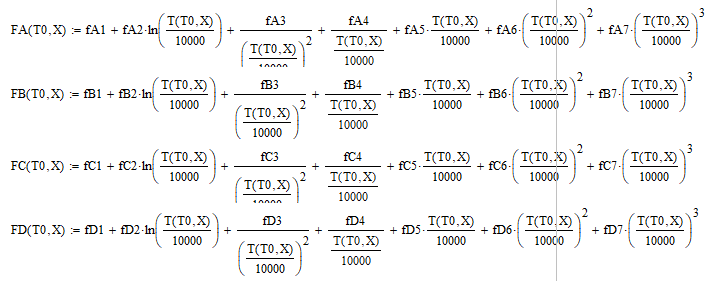 FA(T0,X) := fA1 + fA2·ln(T(T0,X)/10000) + fA3/(T(T0,X)/10000)^2 + fA4/(T(T0,X)/10000) + fA5·T(T0,X)/10000 + fA6·(T(T0,X)/10000)^2 + fA7·(T(T0,X)/10000)^3
FB(T0,X) := fB1 + fB2·ln(T(T0,X)/10000) + fB3/(T(T0,X)/10000)^2 + fB4/(T(T0,X)/10000) + fB5·T(T0,X)/10000 + fB6·(T(T0,X)/10000)^2 + fB7·(T(T0,X)/10000)^3
FC(T0,X) := fC1 + fC2·ln(T(T0,X)/10000) + fC3/(T(T0,X)/10000)^2 + fC4/(T(T0,X)/10000) + fC5·T(T0,X)/10000 + fC6·(T(T0,X)/10000)^2 + fC7·(T(T0,X)/10000)^3
FD(T0,X) := fD1 + fD2·ln(T(T0,X)/10000) + fD3/(T(T0,X)/10000)^2 + fD4/(T(T0,X)/10000) + fD5·T(T0,X)/10000 + fD6·(T(T0,X)/10000)^2 + fD7·(T(T0,X)/10000)^3